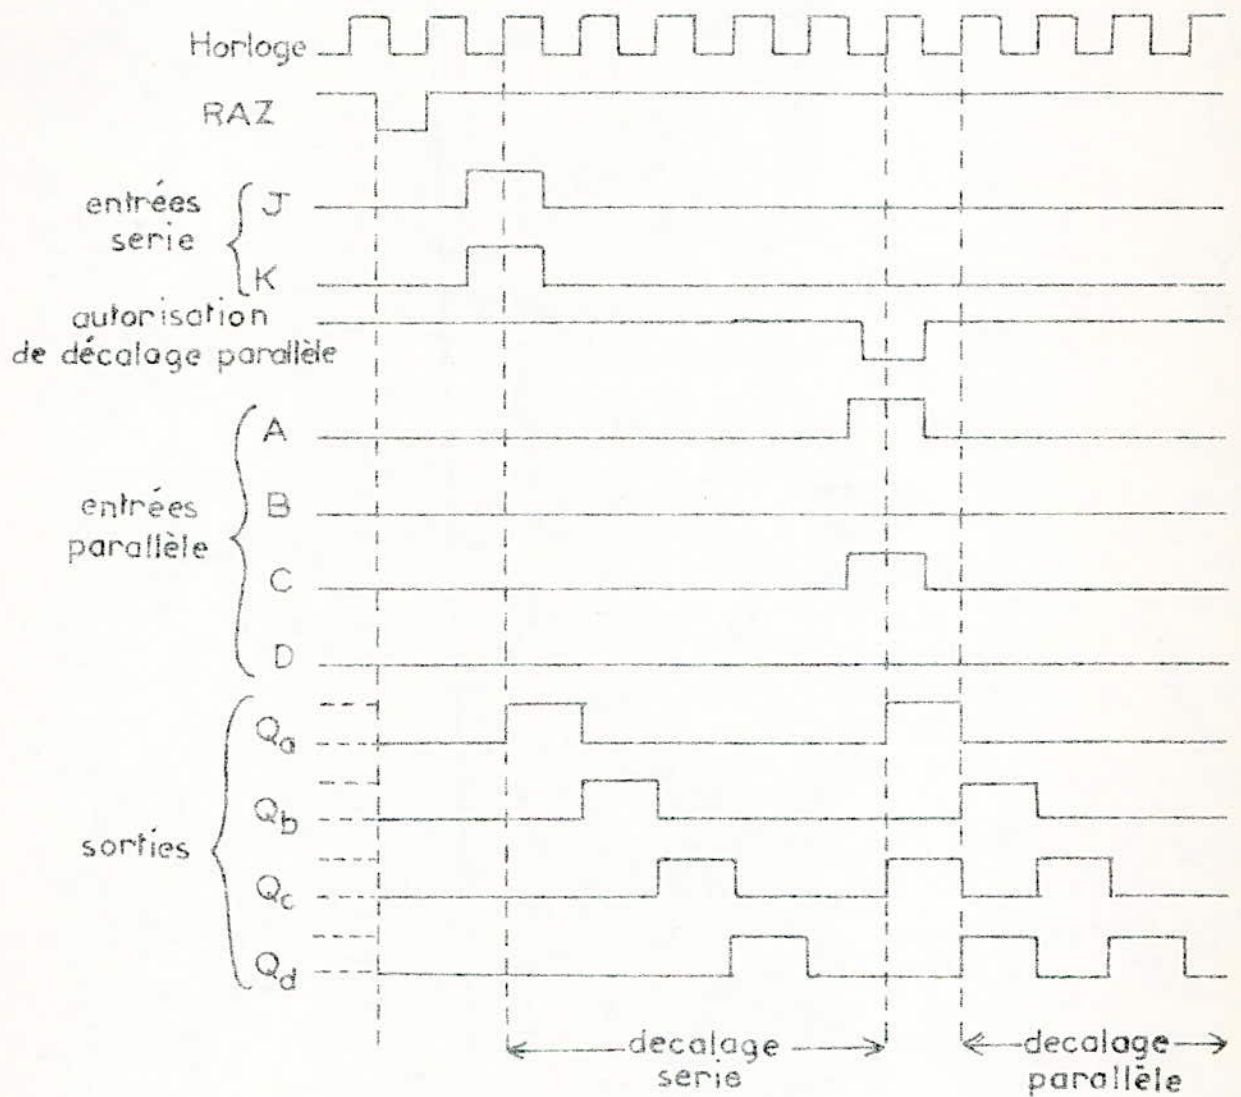 Horloge
RAZ
entrées
serie
J
K
autorisation
de décalage parallèle
entrées
parallèle
A
B
C
D
sorties
Qa
Qb
Qc
Qd
decalage
serie
decalage
parallèle